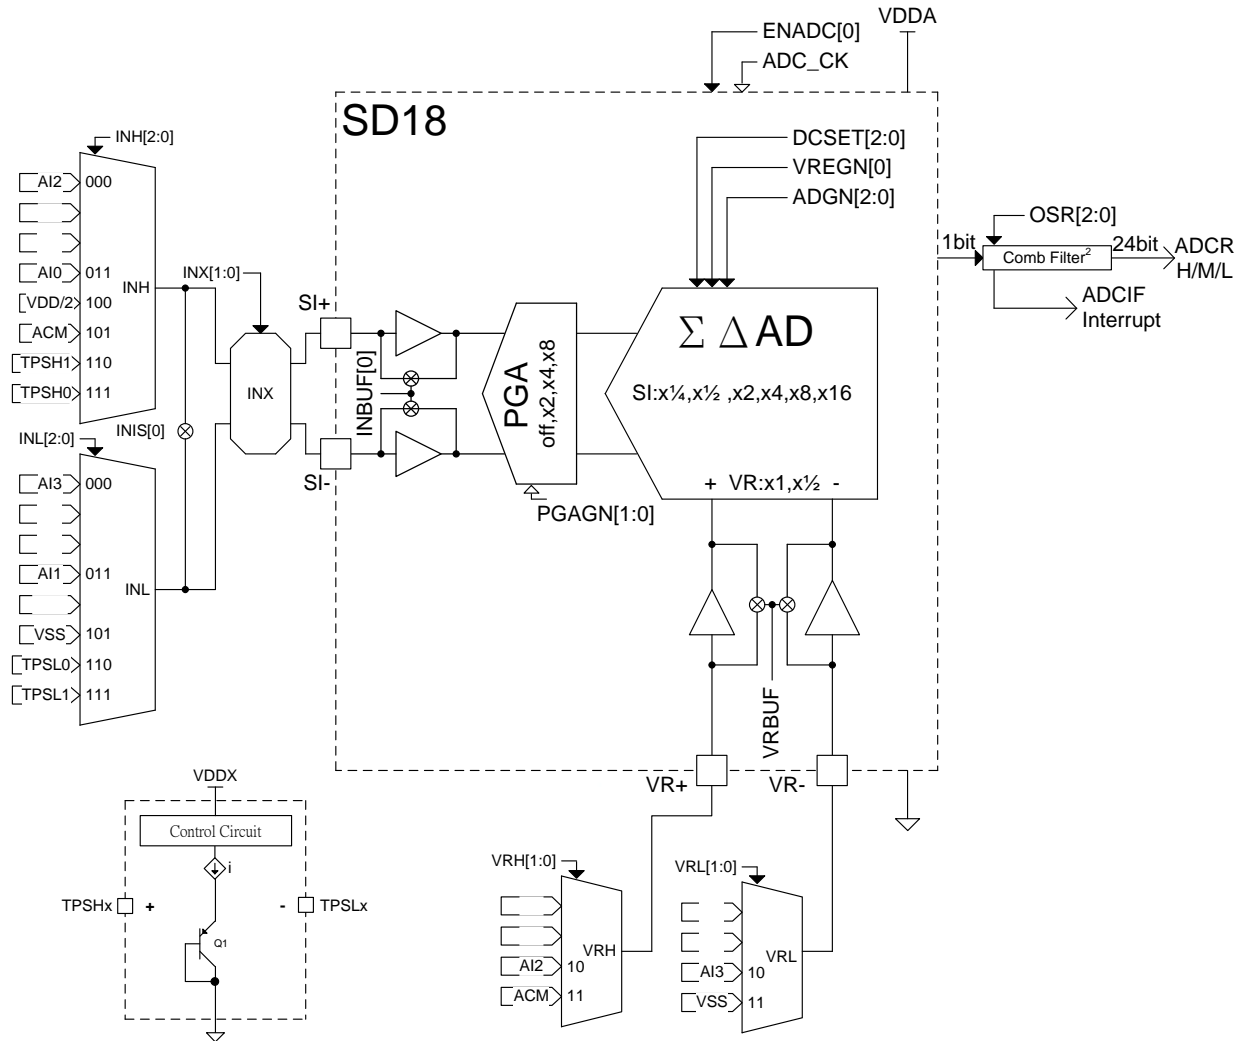 ENADC[0]
VDDA
ADC_CK
SD18
INH[2:0]
DCSET[2:0]
VREGN[0]
ADGN[2:0]
AI2 000
AI0 011
VDD/2 100
ACM 101
TPSH1 110
TPSH0 111
INH
INX[1:0]
INX
SI+
SI-
INBUF[0]
PGA
off,x2,x4,x8
PGAGN[1:0]
Σ Δ AD
SI:x¼,x½ ,x2,x4,x8,x16
+ VR:x1,x½ -
1bit
OSR[2:0]
Comb Filter²
24bit
ADCR
H/M/L
ADCIF
Interrupt
INIS[0]
INL[2:0]
AI3 000
AI1 011
VSS 101
TPSL0 110
TPSL1 111
INL
VRBUF
VR+
VR-
VDDX
Control Circuit
i
TPSHx + - TPSLx
Q1
VRH[1:0]
AI2 10
ACM 11
VRH
VRL[1:0]
AI3 10
VSS 11
VRL